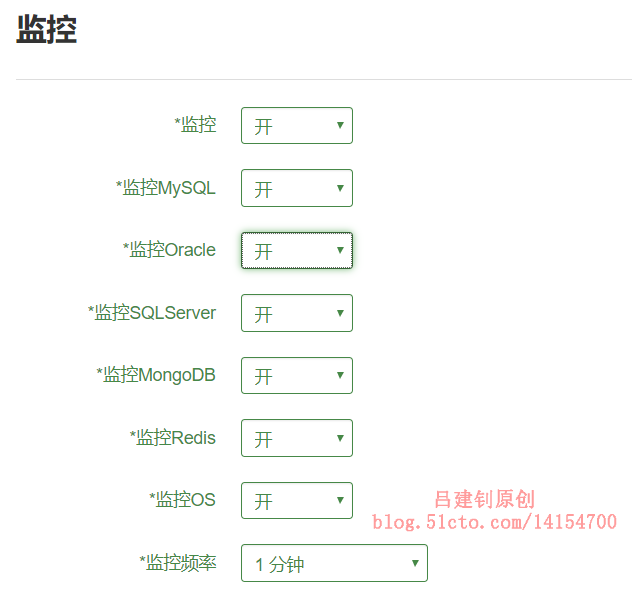 监控
*监控 开
*监控MySQL 开
*监控Oracle 开
*监控SQLServer 开
*监控MongoDB 开
*监控Redis 开
*监控OS 开
吕建钊原创
blog.51cto.com/14154700
*监控频率 1 分钟